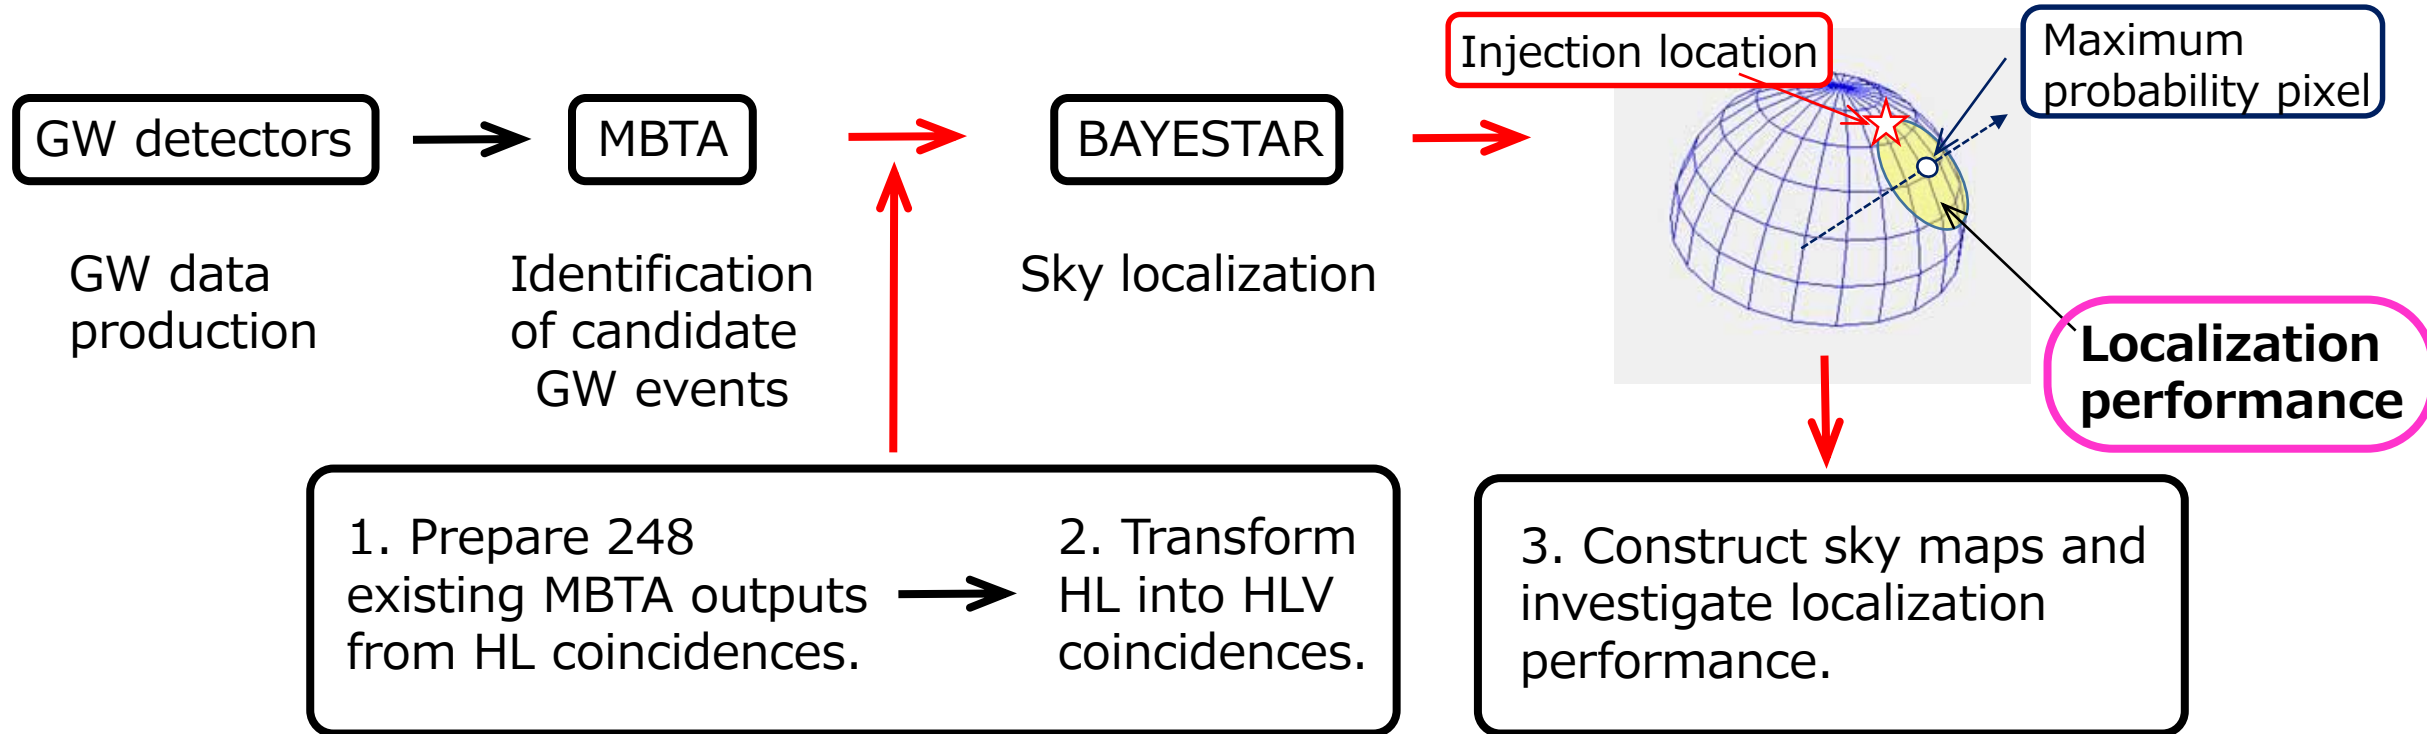 GW detectors
MBTA
BAYESTAR
Injection location
Maximum
probability pixel
GW data
production
Identification
of candidate
GW events
Sky localization
Localization
performance
1. Prepare 248
existing MBTA outputs
from HL coincidences.
2. Transform
HL into HLV
coincidences.
3. Construct sky maps and
investigate localization
performance.